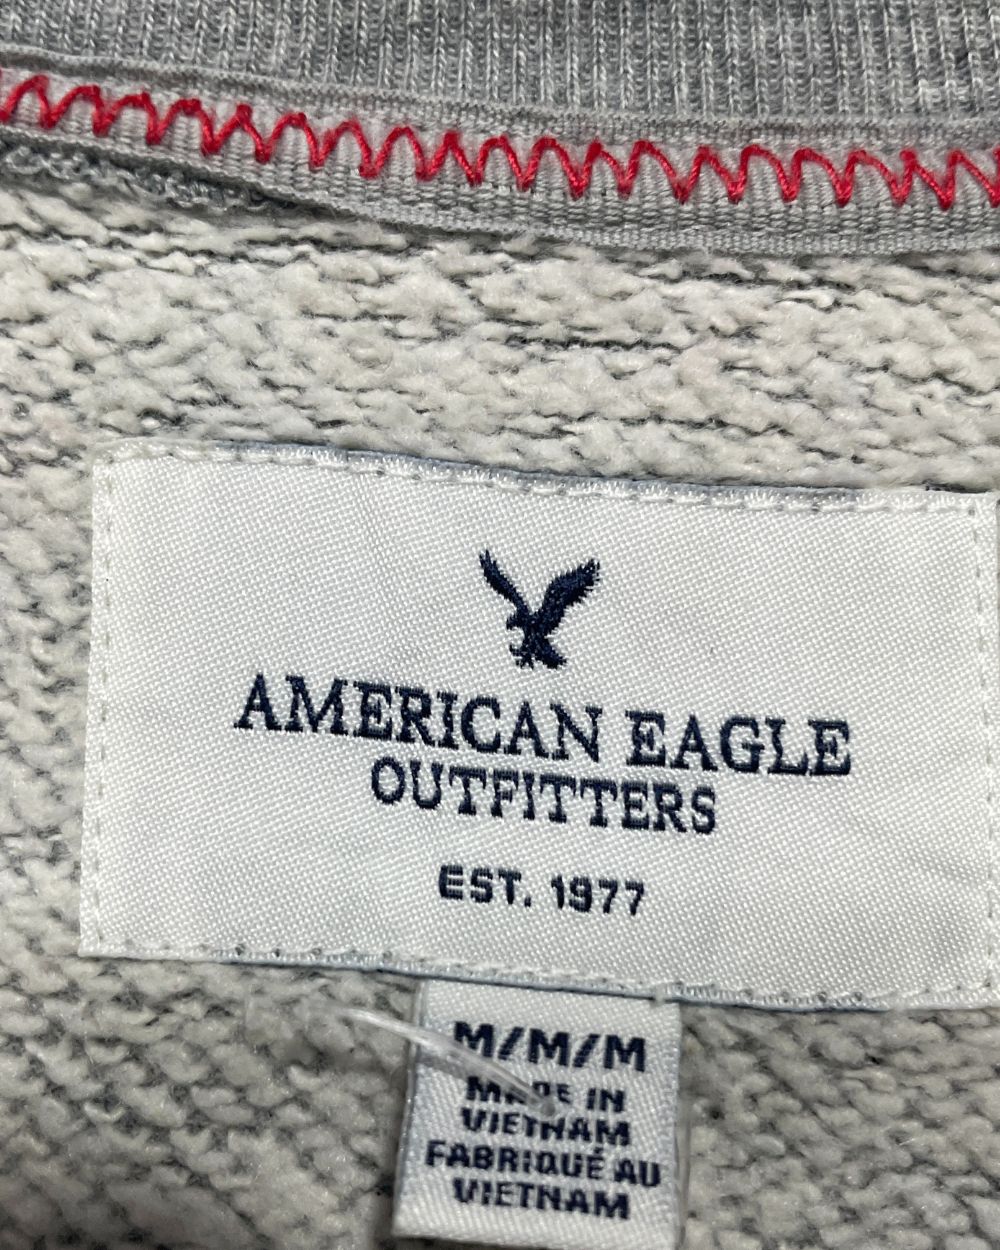 AMERICAN EAGLE
OUTFITTERS
EST. 1977
M/M/M
MADE IN
VIETNAM
FABRIQUÉ AU
VIETNAM